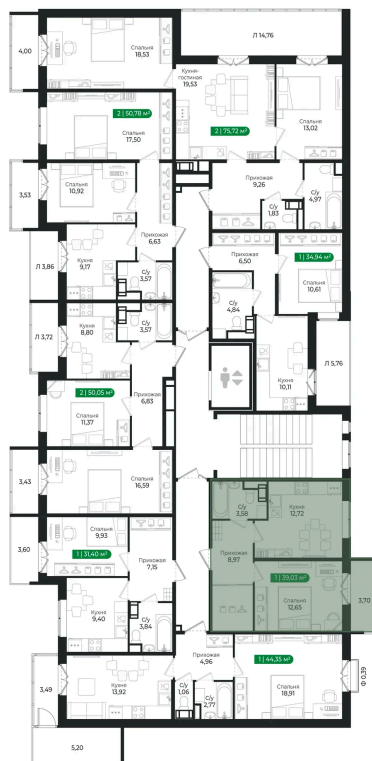 Л 14,76
4,00
Спальня
18,53
Кухня-
гостиная
19,53
2 | 50,78 м²
Спальня
17,50
2 | 75,72 м²
Спальня
13,02
3,53
Спальня
10,92
Прихожая
9,26
С/у
1,83
С/у
4,97
Прихожая
6,63
Л 3,86
Кухня
9,17
С/у
3,57
Прихожая
6,50
1 | 34,94 м²
Спальня
10,61
С/у
4,84
Л 3,72
Кухня
8,80
С/у
3,57
Л 5,76
Кухня
10,11
2 | 50,05 м²
Спальня
11,37
Прихожая
6,83
3,43
Спальня
16,59
С/у
3,58
Кухня
12,72
3,60
Спальня
9,93
1 | 31,40 м²
Прихожая
7,15
Прихожая
8,97
1 | 39,03 м²
Спальня
12,65
3,70
Кухня
9,40
С/у
3,84
Прихожая
4,96
1 | 44,35 м²
3,49
Кухня
13,92
С/у
1,06
С/у
2,77
Спальня
18,91
Ф 0,39
5,20